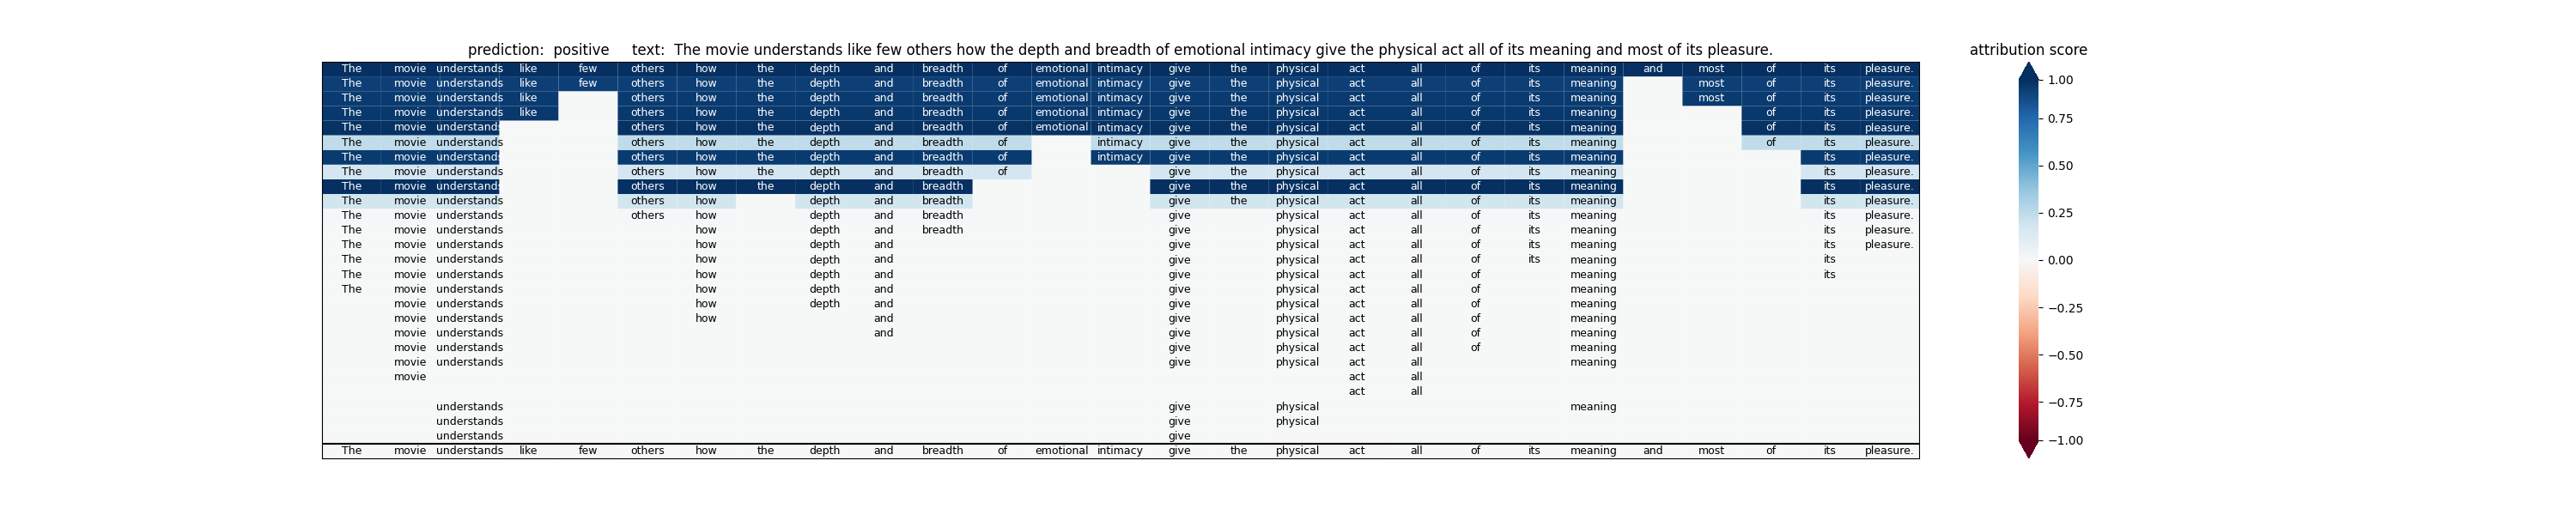 prediction: positive text: The movie understands like few others how the depth and breadth of emotional intimacy give the physical act all of its meaning and most of its pleasure. attribution score
The movie understands like few others how the depth and breadth of emotional intimacy give the physical act all of its meaning and most of its pleasure. 1.00
The movie understands like few others how the depth and breadth of emotional intimacy give the physical act all of its meaning most of its pleasure.
The movie understands like others how the depth and breadth of emotional intimacy give the physical act all of its meaning most of its pleasure.
The movie understands like others how the depth and breadth of emotional intimacy give the physical act all of its meaning of its pleasure. 0.75
The movie understands others how the depth and breadth of emotional intimacy give the physical act all of its meaning of its pleasure.
The movie understands others how the depth and breadth of intimacy give the physical act all of its meaning of its pleasure.
The movie understands others how the depth and breadth of intimacy give the physical act all of its meaning its pleasure. 0.50
The movie understands others how the depth and breadth of give the physical act all of its meaning its pleasure.
The movie understands others how the depth and breadth give the physical act all of its meaning its pleasure.
The movie understands others how depth and breadth give the physical act all of its meaning its pleasure. 0.25
The movie understands others how depth and breadth give physical act all of its meaning its pleasure.
The movie understands how depth and breadth give physical act all of its meaning its pleasure.
The movie understands how depth and give physical act all of its meaning its pleasure.
The movie understands how depth and give physical act all of its meaning its 0.00
The movie understands how depth and give physical act all of meaning its
The movie understands how depth and give physical act all of meaning
movie understands how depth and give physical act all of meaning −0.25
movie understands how and give physical act all of meaning
movie understands and give physical act all of meaning
movie understands give physical act all of meaning −0.50
movie understands give physical act all meaning
movie act all
act all
understands give physical meaning −0.75
understands give physical
understands give −1.00
The movie understands like few others how the depth and breadth of emotional intimacy give the physical act all of its meaning and most of its pleasure.